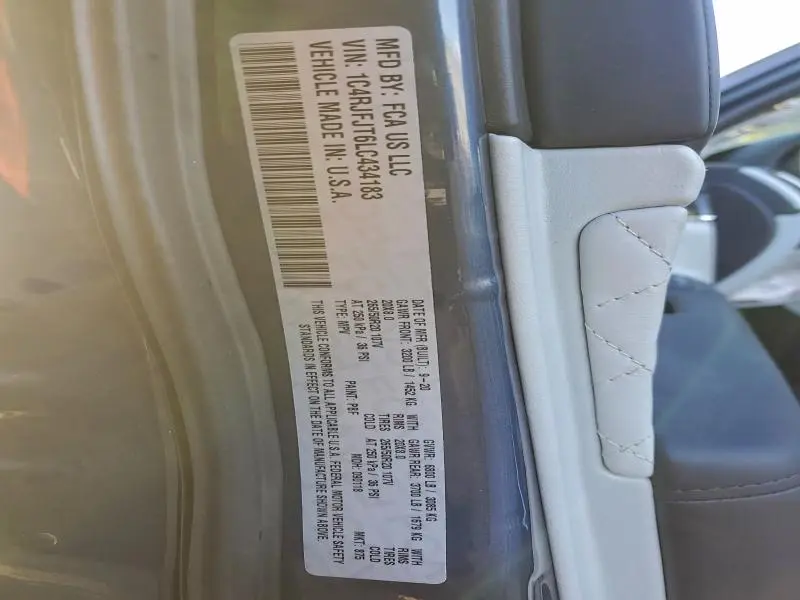 MFD BY: FCA US LLC
VIN: 1C4RJFJT6LC434183
VEHICLE MADE IN: U.S.A.
DATE OF MFR (BUILT): 9-20 GVWR: 6800 LB / 3085 KG
GAWR FRONT: 3200 LB / 1452 KG WITH GAWR REAR: 3700 LB / 1679 KG WITH
20X8.0 RIMS 20X8.0 RIMS
265/50R20 107V TIRES 265/50R20 107V TIRES
AT 250 kPa / 36 PSI COLD AT 250 kPa / 36 PSI COLD
TYPE: MPV PAINT: PBF MDH: 090118 MKT: 875
THIS VEHICLE CONFORMS TO ALL APPLICABLE U.S.A. FEDERAL MOTOR VEHICLE SAFETY
STANDARDS IN EFFECT ON THE DATE OF MANUFACTURE SHOWN ABOVE.